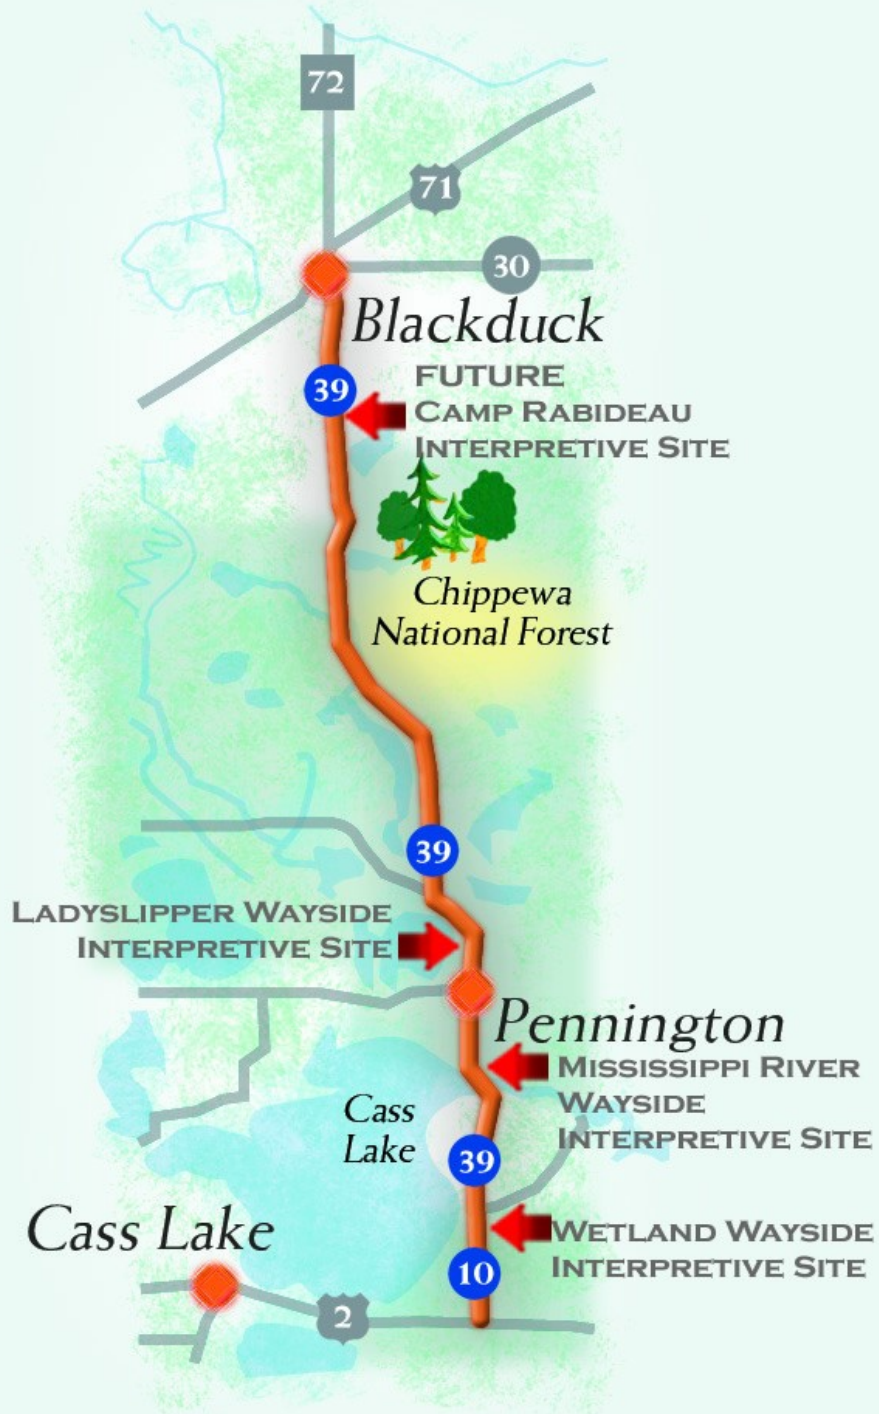 72
71
30
Blackduck
39
FUTURE
CAMP RABIDEAU
INTERPRETIVE SITE
Chippewa
National Forest
39
LADYSLIPPER WAYSIDE
INTERPRETIVE SITE
Pennington
MISSISSIPPI RIVER
WAYSIDE
INTERPRETIVE SITE
Cass
Lake
39
Cass Lake
WETLAND WAYSIDE
INTERPRETIVE SITE
10
2